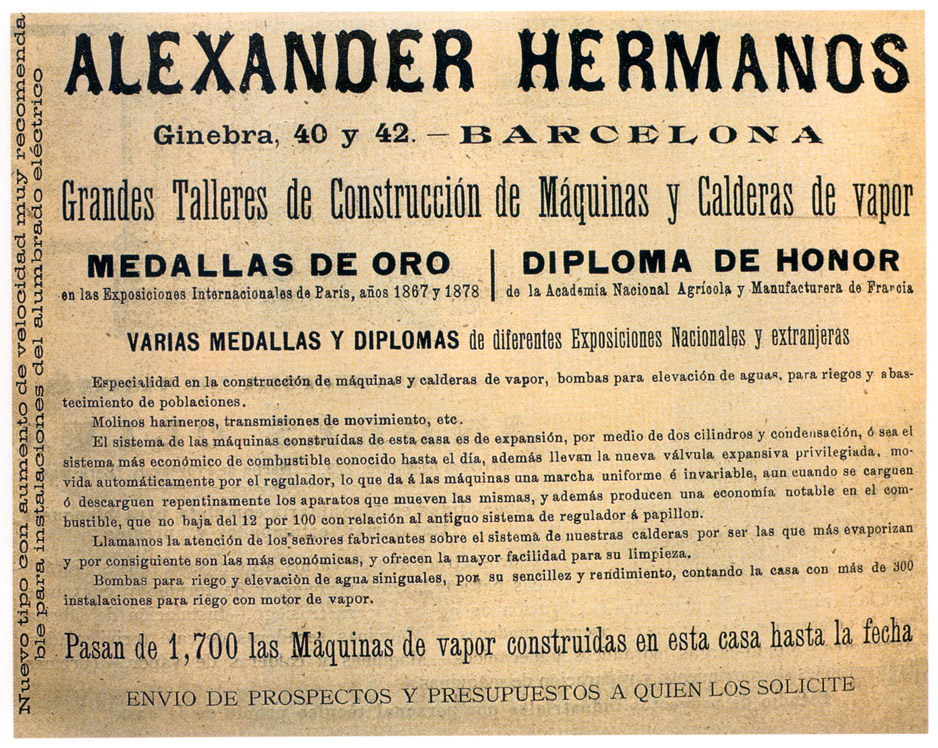 ALEXANDER HERMANOS
Ginebra, 40 y 42. — BARCELONA
Grandes Talleres de Construcción de Máquinas y Calderas de vapor
MEDALLAS DE ORO
en las Exposiciones Internacionales de París, años 1867 y 1878
DIPLOMA DE HONOR
de la Academia Nacional Agrícola y Manufacturera de Francia
VARIAS MEDALLAS Y DIPLOMAS de diferentes Exposiciones Nacionales y extranjeras
Especialidad en la construcción de máquinas y calderas de vapor, bombas para elevación de aguas, para riegos y abas-
tecimiento de poblaciones.
Molinos harineros, transmisiones de movimiento, etc.
El sistema de las máquinas construídas de esta casa es de expansión, por medio de dos cilindros y condensación, ó sea el
sistema más económico de combustible conocido hasta el día, además llevan la nueva válvula expansiva privilegiada, mo-
vida automáticamente por el regulador, lo que da á las máquinas una marcha uniforme é invariable, aun cuando se carguen
ó descarguen repentinamente los aparatos que mueven las mismas, y además producen una economía notable en el com-
bustible, que no baja del 12 por 100 con relación al antiguo sistema de regulador á papillon.
Llamamos la atención de los señores fabricantes sobre el sistema de nuestras calderas por ser las que más evaporizan
y por consiguiente son las más económicas, y ofrecen la mayor facilidad para su limpieza.
Bombas para riego y elevaciòn de agua siniguales, por su sencillez y rendimiento, contando la casa con más de 300
instalaciones para riego con motor de vapor.
Pasan de 1,700 las Máquinas de vapor construidas en esta casa hasta la fecha
ENVIO DE PROSPECTOS Y PRESUPUESTOS A QUIEN LOS SOLICITE
Nuevo tipo con aumento de velocidad muy recomenda
ble para instalaciones del alumbrado eléctrico